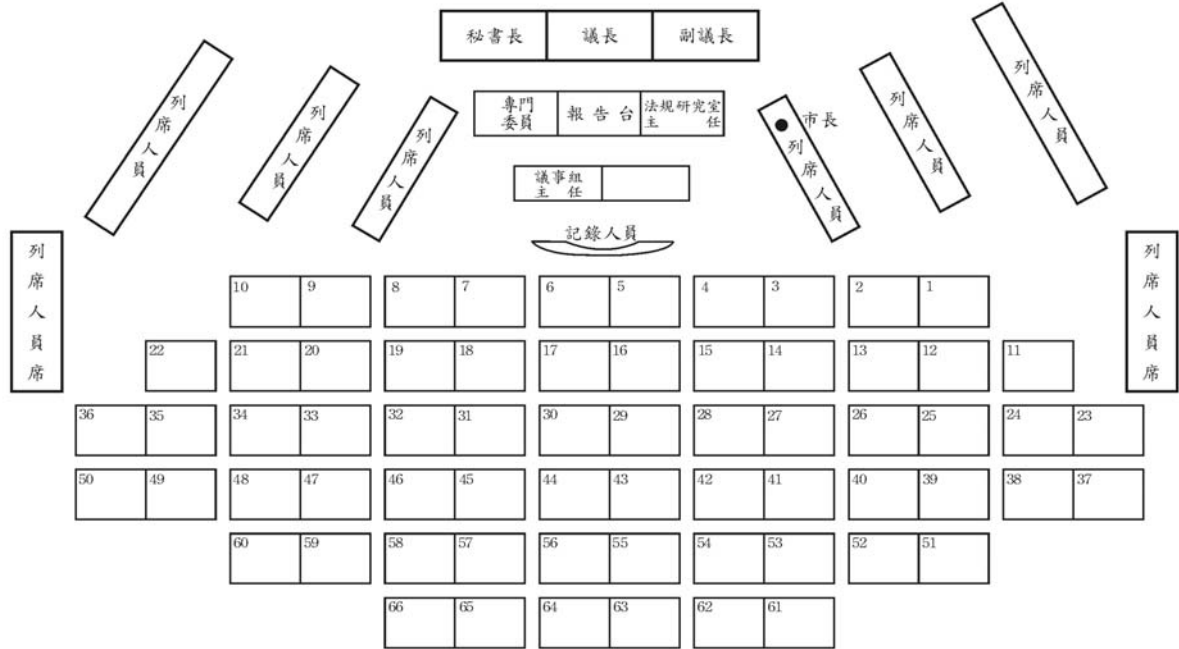 秘書長 議長 副議長
專門委員 報告台 法規研究室主任
議事組主任
記錄人員
列席人員
列席人員
列席人員
市長
列席人員
列席人員
列席人員
列席人員席
列席人員席
10 9 8 7 6 5 4 3 2 1
22 21 20 19 18 17 16 15 14 13 12 11
36 35 34 33 32 31 30 29 28 27 26 25 24 23
50 49 48 47 46 45 44 43 42 41 40 39 38 37
60 59 58 57 56 55 54 53 52 51
66 65 64 63 62 61